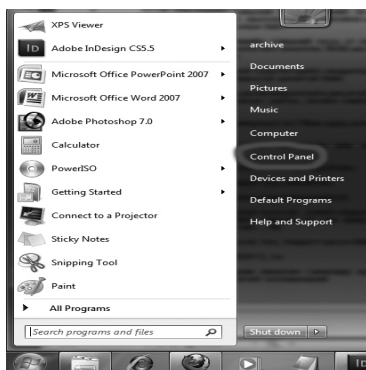 XPS Viewer
Adobe InDesign CS5.5
Microsoft Office PowerPoint 2007
Microsoft Office Word 2007
Adobe Photoshop 7.0
Calculator
PowerISO
Getting Started
Connect to a Projector
Sticky Notes
Snipping Tool
Paint
All Programs
Search programs and files
archive
Documents
Pictures
Music
Computer
Control Panel
Devices and Printers
Default Programs
Help and Support
Shut down